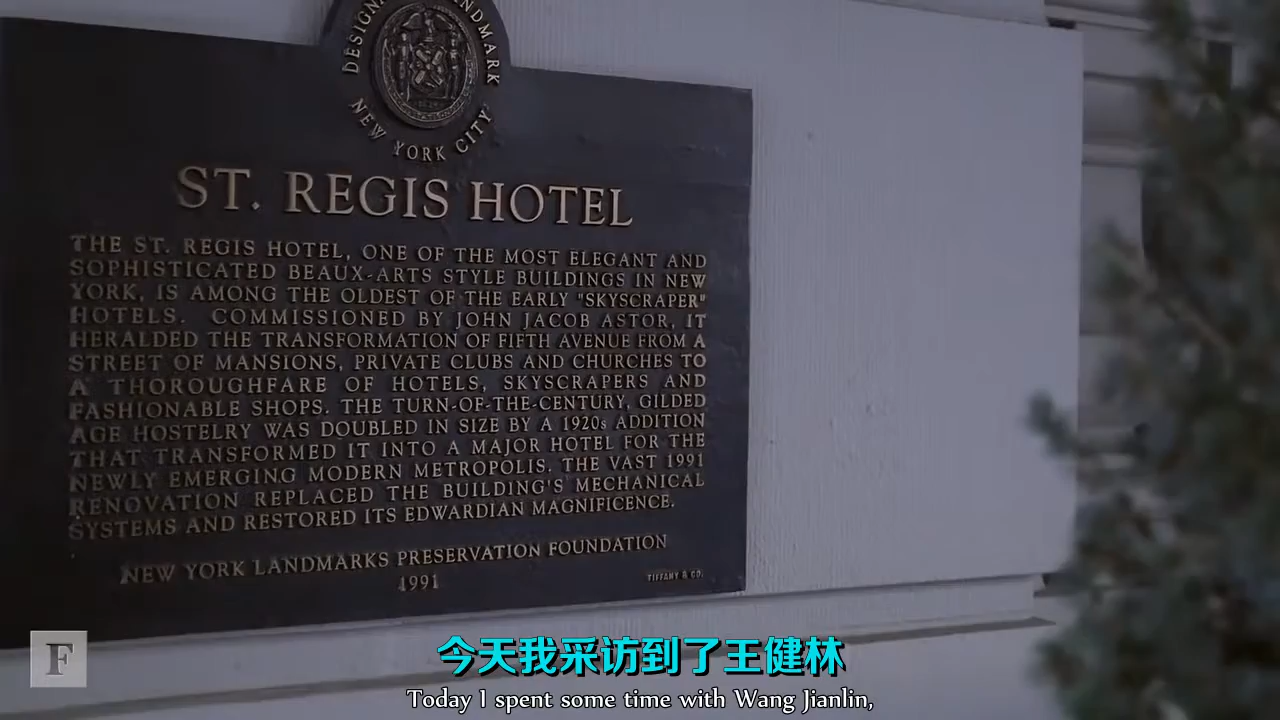 NEW YORK CITY
ST. REGIS HOTEL
THE ST. REGIS HOTEL, ONE OF THE MOST ELEGANT AND
SOPHISTICATED BEAUX-ARTS STYLE BUILDINGS IN NEW
YORK, IS AMONG THE OLDEST OF THE EARLY "SKYSCRAPER"
HOTELS. COMMISSIONED BY JOHN JACOB ASTOR, IT
HERALDED THE TRANSFORMATION OF FIFTH AVENUE FROM A
STREET OF MANSIONS, PRIVATE CLUBS AND CHURCHES TO
A THOROUGHFARE OF HOTELS, SKYSCRAPERS AND
FASHIONABLE SHOPS. THE TURN-OF-THE-CENTURY, GILDED
AGE HOSTELRY WAS DOUBLED IN SIZE BY A 1920s ADDITION
THAT TRANSFORMED IT INTO A MAJOR HOTEL FOR THE
NEWLY EMERGING MODERN METROPOLIS. THE VAST 1991
RENOVATION REPLACED THE BUILDING'S MECHANICAL
SYSTEMS AND RESTORED ITS EDWARDIAN MAGNIFICENCE.
NEW YORK LANDMARKS PRESERVATION FOUNDATION
1991
TIFFANY & CO.
F
今天我采访到了王健林
Today I spent some time with Wang Jianlin,